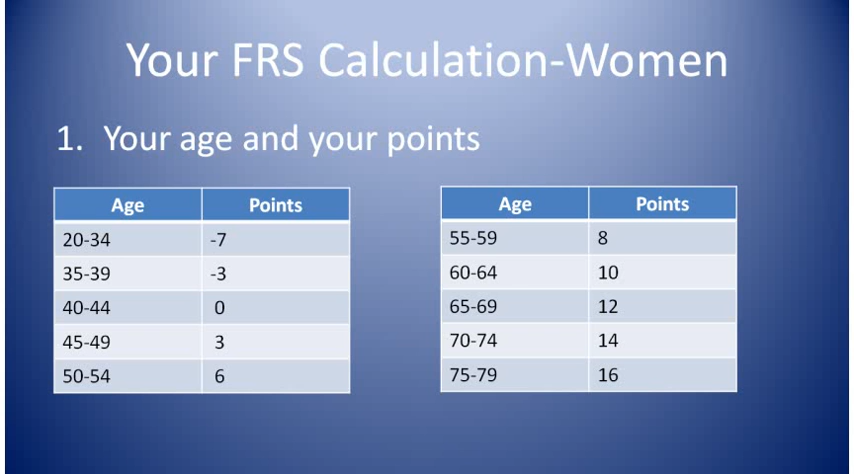 Your FRS Calculation-Women
1. Your age and your points
Age Points
20-34 -7
35-39 -3
40-44 0
45-49 3
50-54 6
Age Points
55-59 8
60-64 10
65-69 12
70-74 14
75-79 16